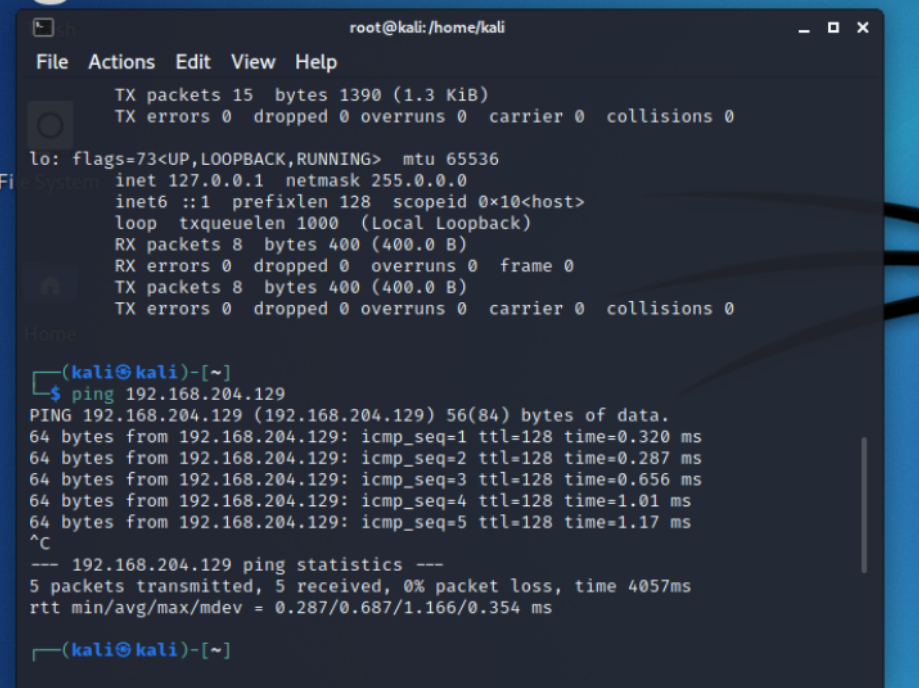 root@kali:/home/kali
File Actions Edit View Help
TX packets 15 bytes 1390 (1.3 KiB)
TX errors 0 dropped 0 overruns 0 carrier 0 collisions 0
lo: flags=73<UP,LOOPBACK,RUNNING> mtu 65536
inet 127.0.0.1 netmask 255.0.0.0
File System
inet6 ::1 prefixlen 128 scopeid 0×10<host>
loop txqueuelen 1000 (Local Loopback)
RX packets 8 bytes 400 (400.0 B)
RX errors 0 dropped 0 overruns 0 frame 0
TX packets 8 bytes 400 (400.0 B)
TX errors 0 dropped 0 overruns 0 carrier 0 collisions 0
Home
┌──(kali㉿kali)-[~]
└─$ ping 192.168.204.129
PING 192.168.204.129 (192.168.204.129) 56(84) bytes of data.
64 bytes from 192.168.204.129: icmp_seq=1 ttl=128 time=0.320 ms
64 bytes from 192.168.204.129: icmp_seq=2 ttl=128 time=0.287 ms
64 bytes from 192.168.204.129: icmp_seq=3 ttl=128 time=0.656 ms
64 bytes from 192.168.204.129: icmp_seq=4 ttl=128 time=1.01 ms
64 bytes from 192.168.204.129: icmp_seq=5 ttl=128 time=1.17 ms
^C
--- 192.168.204.129 ping statistics ---
5 packets transmitted, 5 received, 0% packet loss, time 4057ms
rtt min/avg/max/mdev = 0.287/0.687/1.166/0.354 ms
┌──(kali㉿kali)-[~]